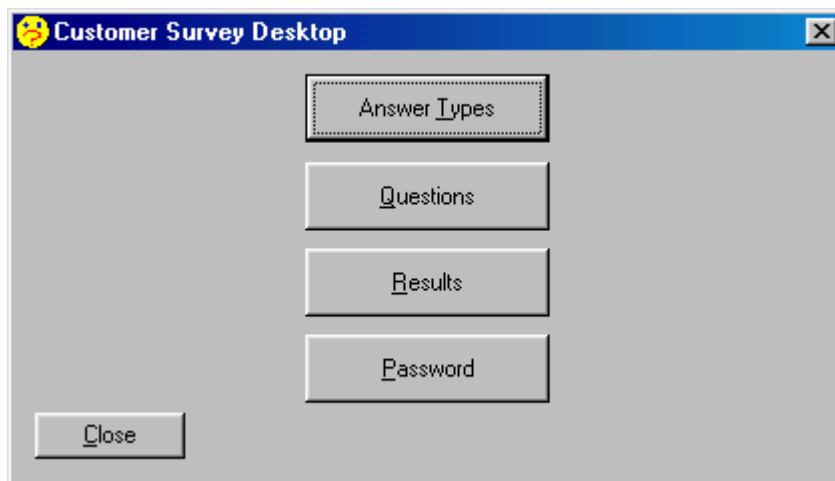 Customer Survey Desktop
Answer Types
Questions
Results
Password
Close